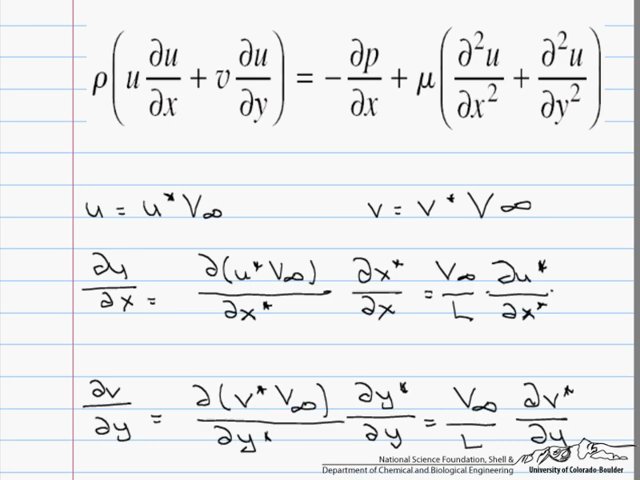 ρ(u ∂u/∂x + v ∂u/∂y) = −∂p/∂x + μ(∂²u/∂x² + ∂²u/∂y²)
u = u* V∞ v = v* V∞
∂u/∂x = ∂(u* V∞)/∂x* ∂x*/∂x = V∞/L · ∂u*/∂x*
∂v/∂y = ∂(v* V∞)/∂y* ∂y*/∂y = V∞/L ∂v*/∂y
National Science Foundation, Shell &
Department of Chemical and Biological Engineering
University of Colorado-Boulder